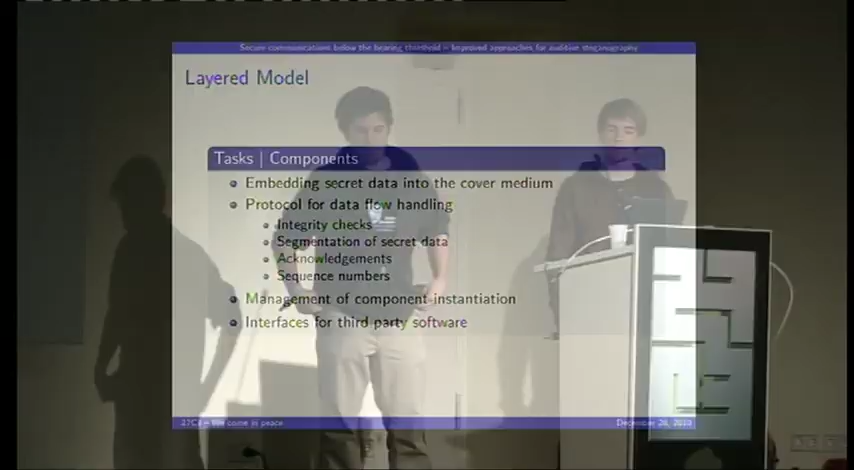 Secure communications below the hearing threshold – Improved approaches for auditive steganography
Layered Model
Tasks | Components
Embedding secret data into the cover medium
Protocol for data flow handling
Integrity checks
Segmentation of secret data
Acknowledgements
Sequence numbers
Management of component instantiation
Interfaces for third party software
27C3 – We come in peace
December 28, 2010